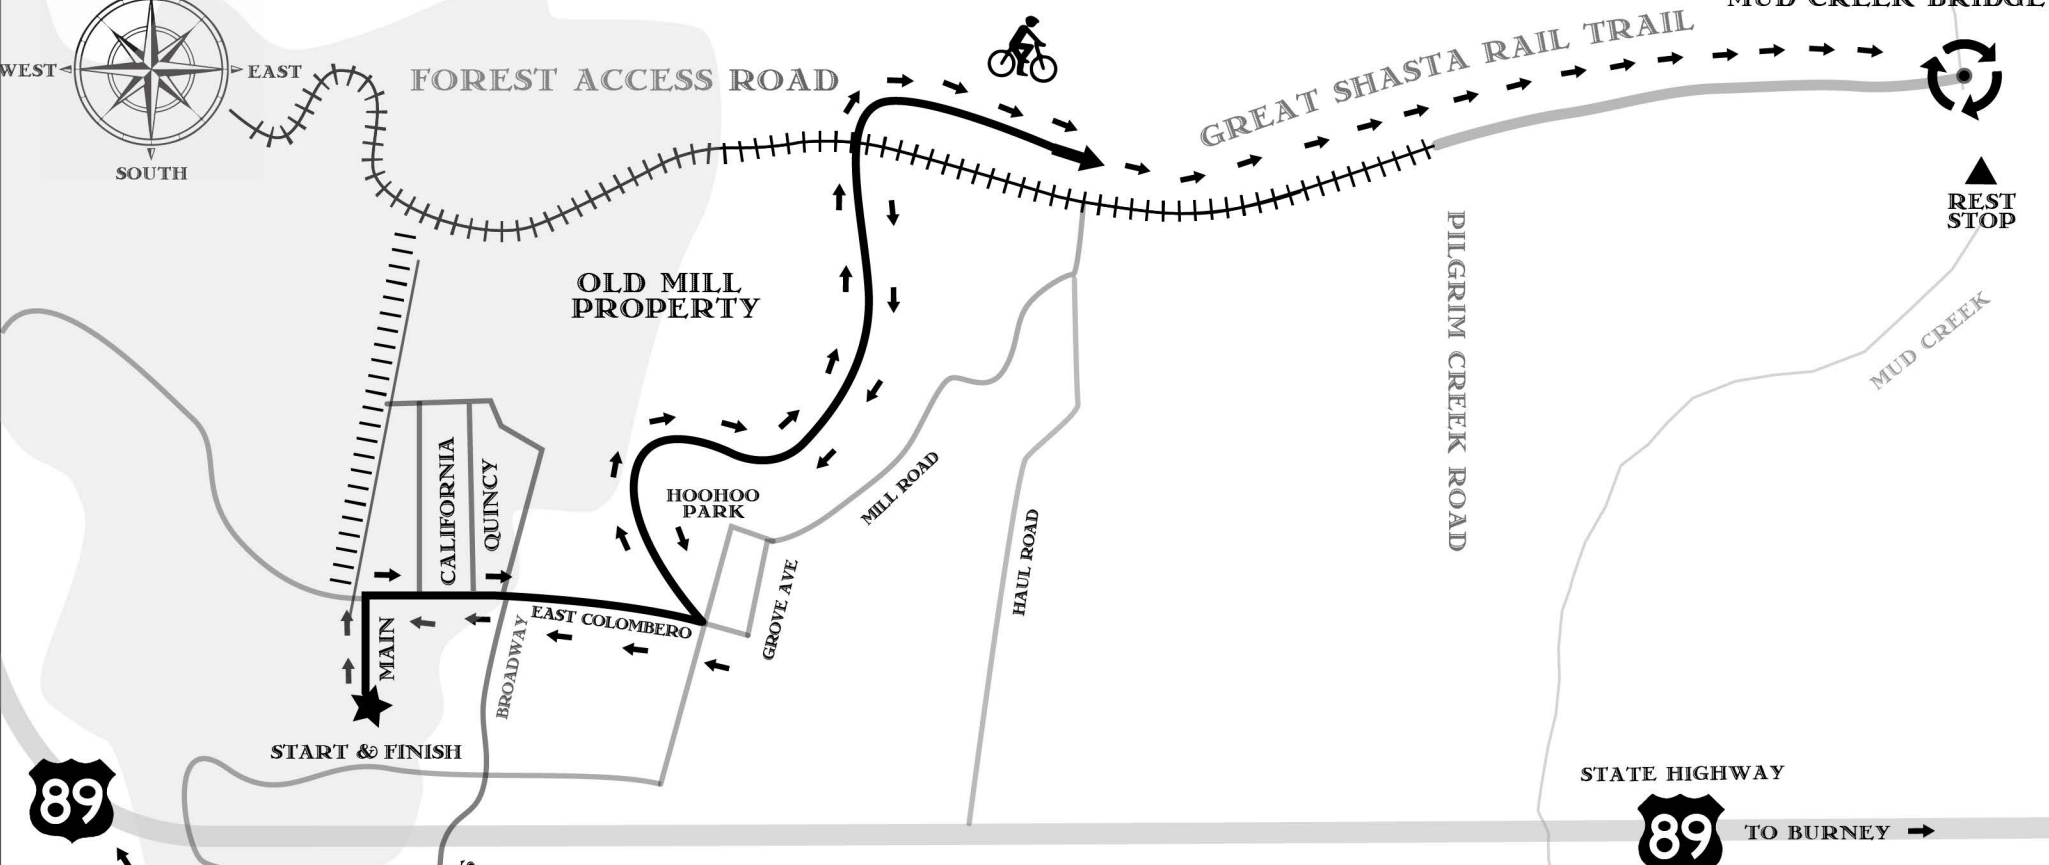 MUD CREEK BRIDGE
WEST
EAST
SOUTH
FOREST ACCESS ROAD
GREAT SHASTA RAIL TRAIL
REST
STOP
OLD MILL
PROPERTY
PILGRIM CREEK ROAD
MUD CREEK
CALIFORNIA
QUINCY
HOOHOO
PARK
MILL ROAD
HAUL ROAD
GROVE AVE
EAST COLOMBERO
MAIN
BROADWAY
START & FINISH
89
STATE HIGHWAY
89
TO BURNEY